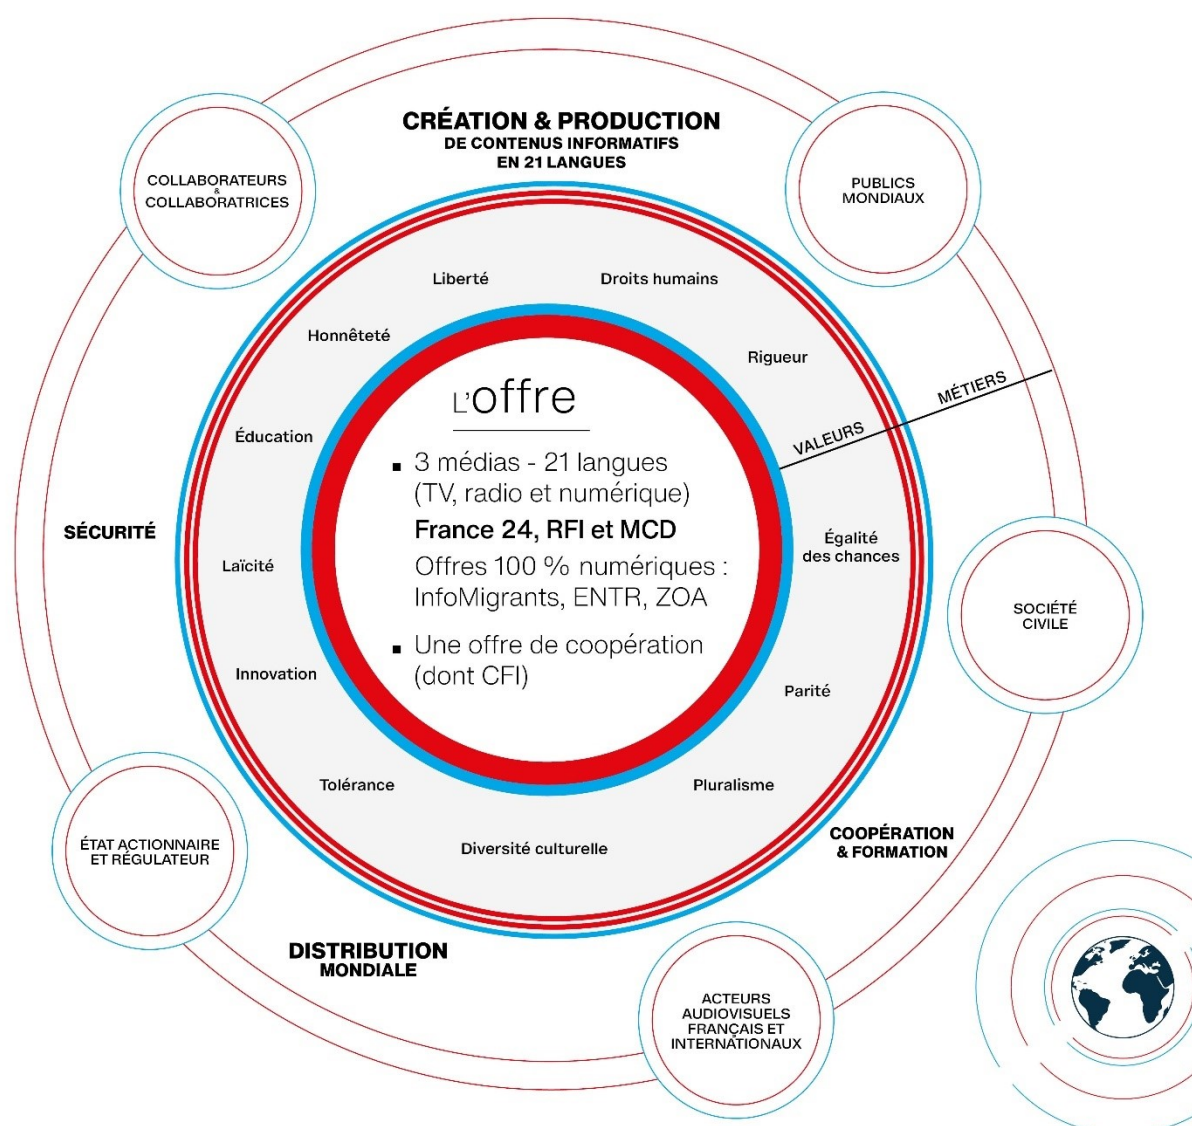 CRÉATION & PRODUCTION
DE CONTENUS INFORMATIFS
EN 21 LANGUES
COLLABORATEURS
&
COLLABORATRICES
PUBLICS
MONDIAUX
Liberté
Droits humains
Honnêteté
Rigueur
MÉTIERS
VALEURS
L'offre
Éducation
▪ 3 médias - 21 langues
(TV, radio et numérique)
France 24, RFI et MCD
Offres 100 % numériques :
InfoMigrants, ENTR, ZOA
▪ Une offre de coopération
(dont CFI)
SÉCURITÉ
Égalité
des chances
Laïcité
SOCIÉTÉ
CIVILE
Innovation
Parité
Tolérance
Pluralisme
Diversité culturelle
ÉTAT ACTIONNAIRE
ET RÉGULATEUR
COOPÉRATION
& FORMATION
DISTRIBUTION
MONDIALE
ACTEURS
AUDIOVISUELS
FRANÇAIS ET
INTERNATIONAUX